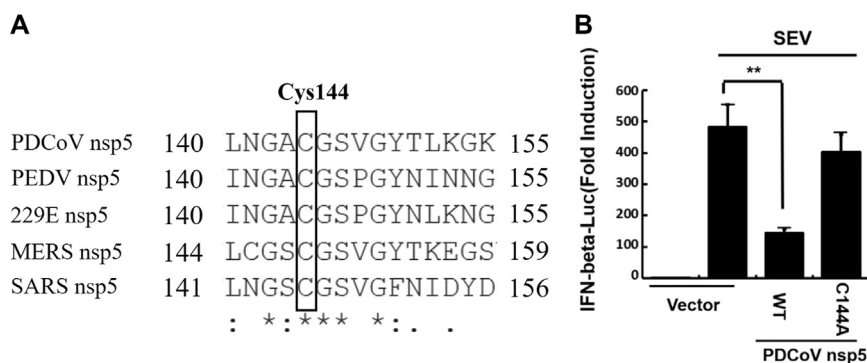 A
Cys144
PDCoV nsp5 140 LNGACGSVGYTLKGK 155
PEDV nsp5 140 INGACGSPGYNINNG 155
229E nsp5 140 INGACGSPGYNLKNG 155
MERS nsp5 144 LCGSCGSVGYTKEGS 159
SARS nsp5 141 LNGSCGSVGFNIDYD 156
: *:*** *:. .
B
SEV
**
IFN-beta-Luc(Fold Induction)
600
500
400
300
200
100
0
Vector
WT
C144A
PDCoV nsp5